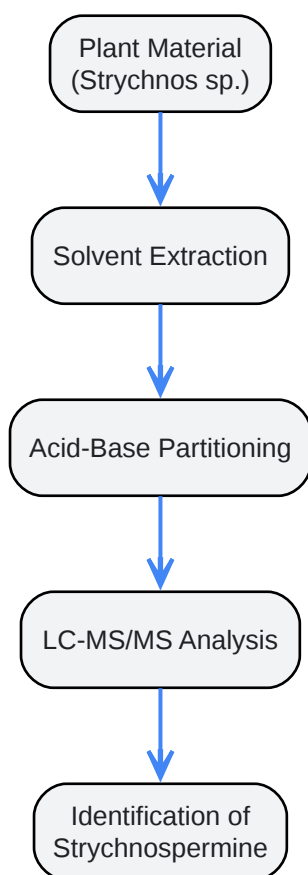 Plant Material
(Strychnos sp.)
Solvent Extraction
Acid-Base Partitioning
LC-MS/MS Analysis
Identification of
Strychnospermine